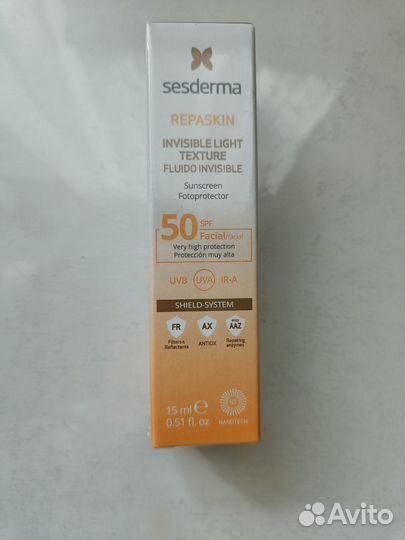 sesderma
REPASKIN
INVISIBLE LIGHT
TEXTURE
FLUIDO INVISIBLE
Sunscreen
Fotoprotector
50 SPF
Facial/facial
Very high protection
Protección muy alta
UVB UVA IR-A
SHIELD-SYSTEM
FR AX AAZ
Filters &
Reflectants
ANTIOX
Repairing
enzymes
15 ml e
0.51 fl. oz
NT
NANOTECH
Avito